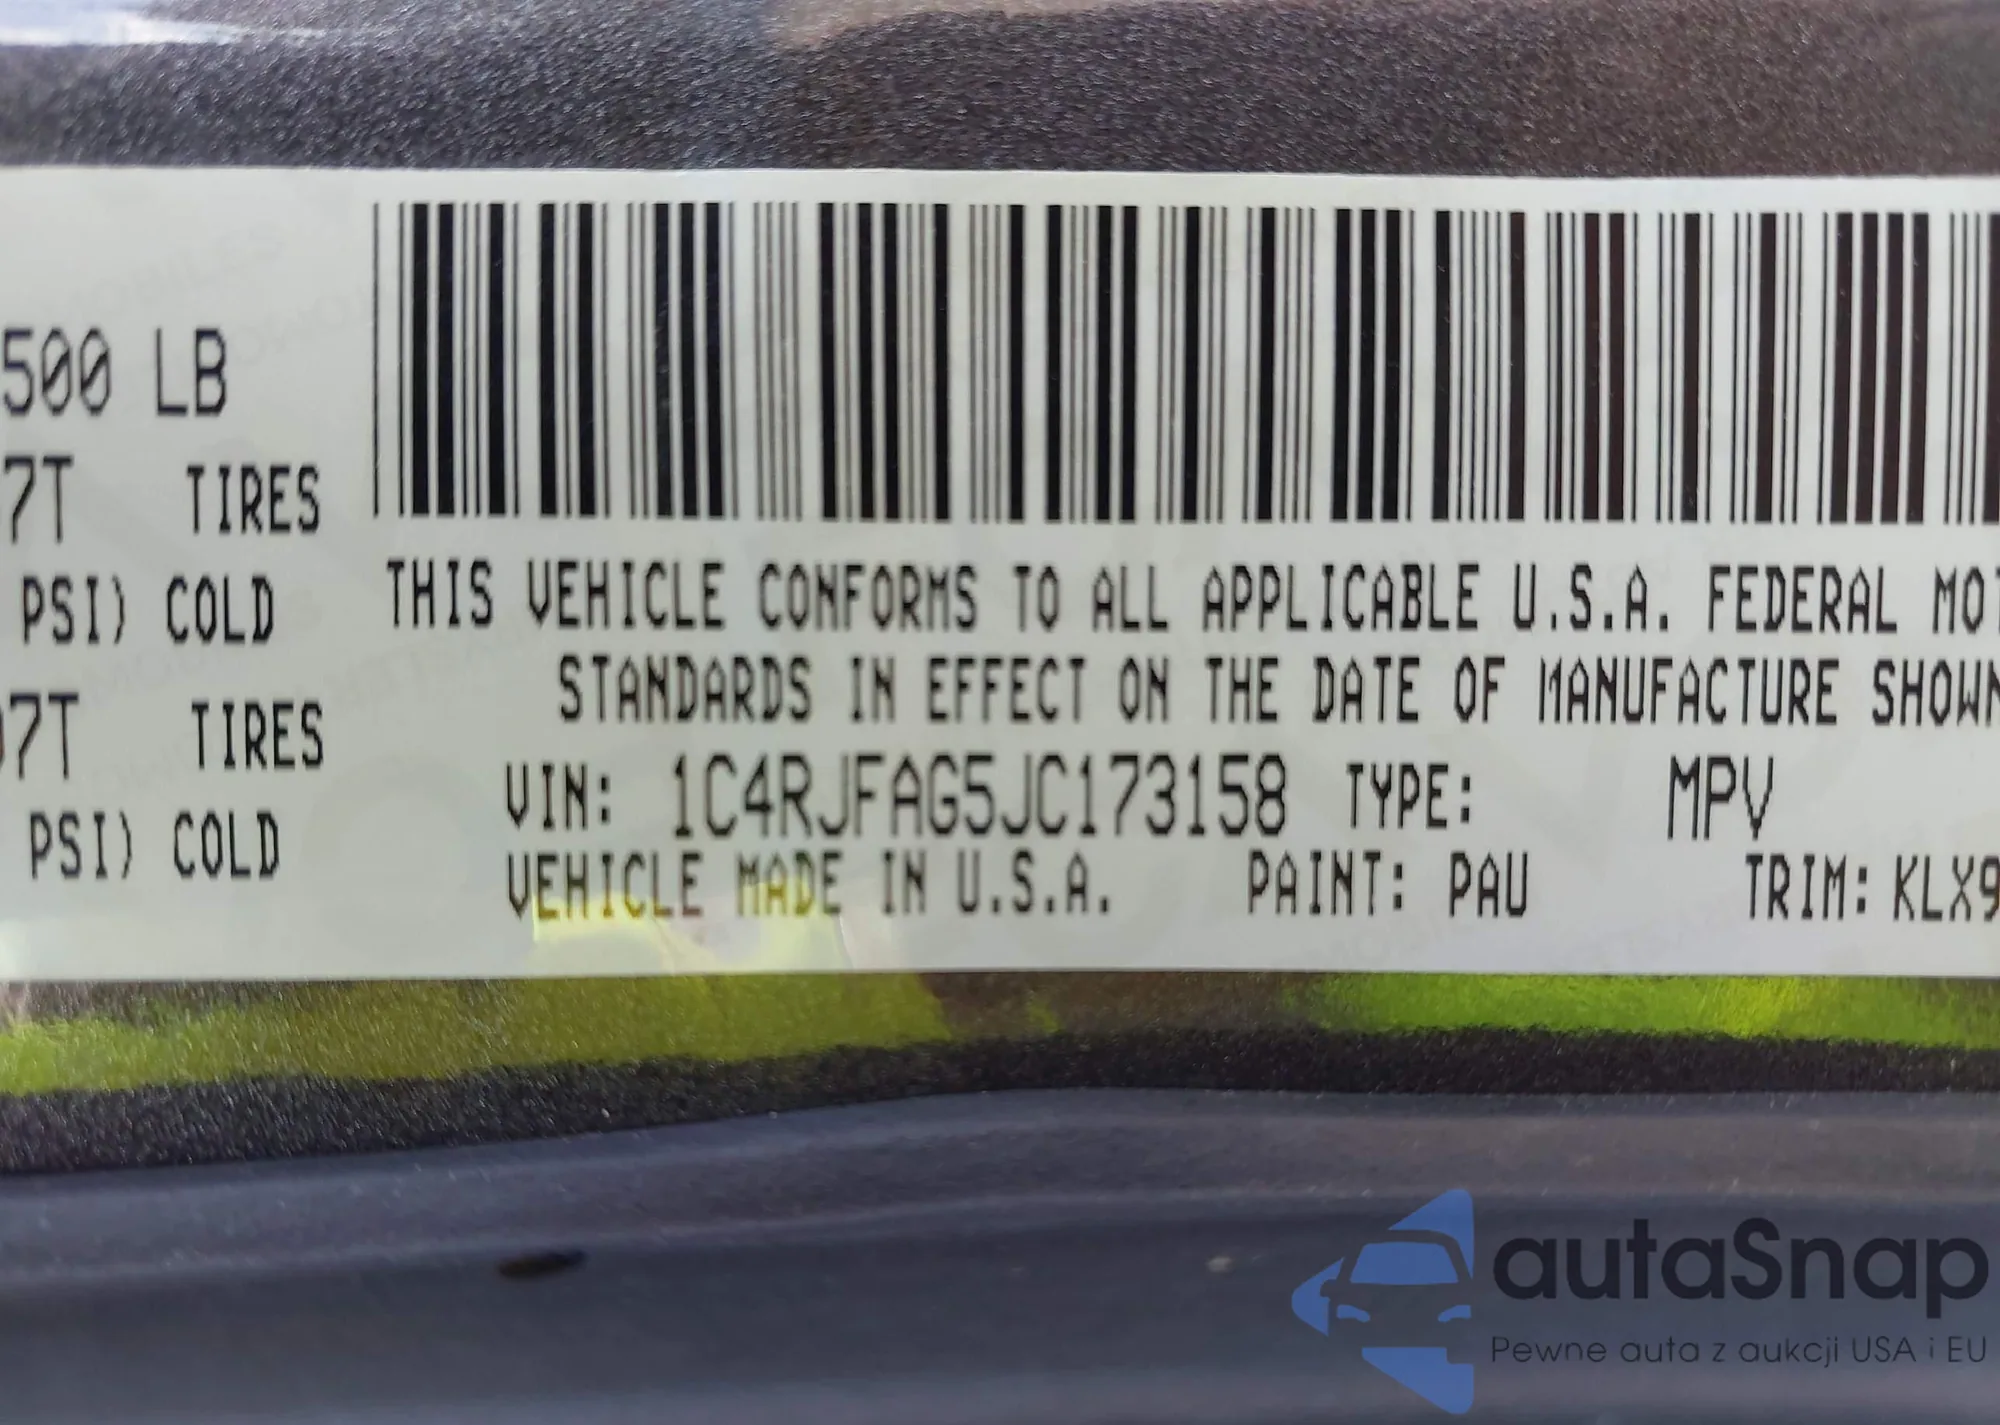 500 LB
7T TIRES
PSI) COLD
07T TIRES
PSI) COLD
THIS VEHICLE CONFORMS TO ALL APPLICABLE U.S.A. FEDERAL MOT
STANDARDS IN EFFECT ON THE DATE OF MANUFACTURE SHOWN
VIN: 1C4RJFAG5JC173158 TYPE: MPV
VEHICLE MADE IN U.S.A. PAINT: PAU TRIM: KLX9
autaSnap
Pewne auta z aukcji USA i EU